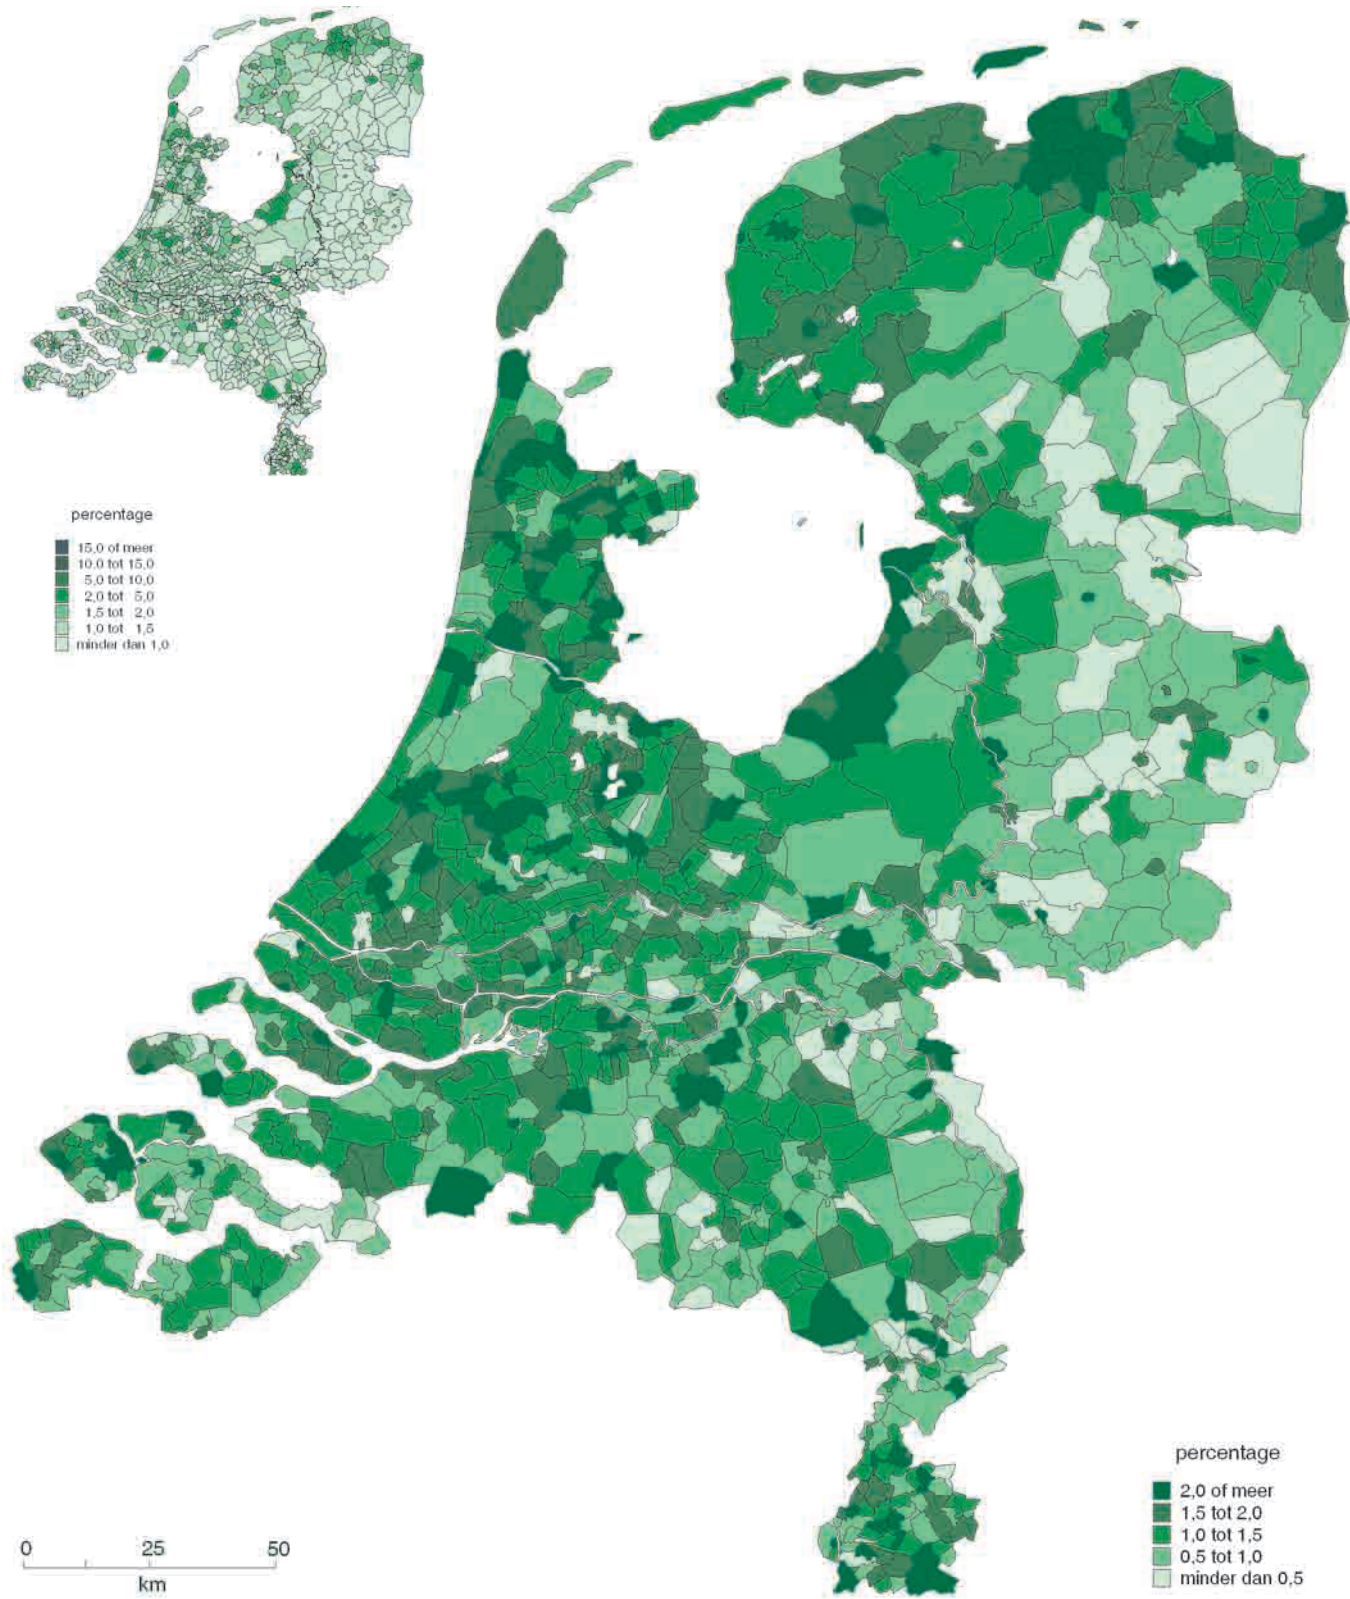 percentage
15,0 of meer
10,0 tot 15,0
5,0 tot 10,0
2,0 tot 5,0
1,5 tot 2,0
1,0 tot 1,5
minder dan 1,0
percentage
2,0 of meer
1,5 tot 2,0
1,0 tot 1,5
0,5 tot 1,0
minder dan 0,5
0 25 50
km